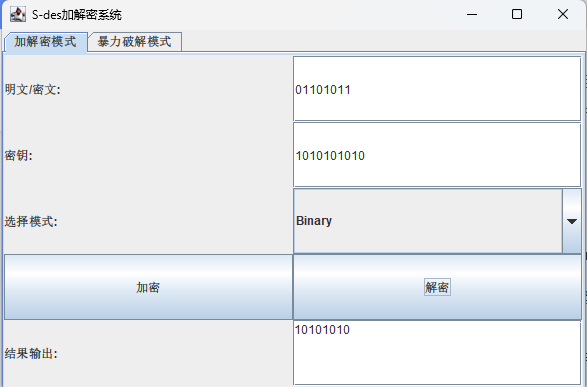 S-des加解密系统
加解密模式 暴力破解模式
明文/密文: 01101011
密钥: 1010101010
选择模式: Binary
加密 解密
结果输出: 10101010